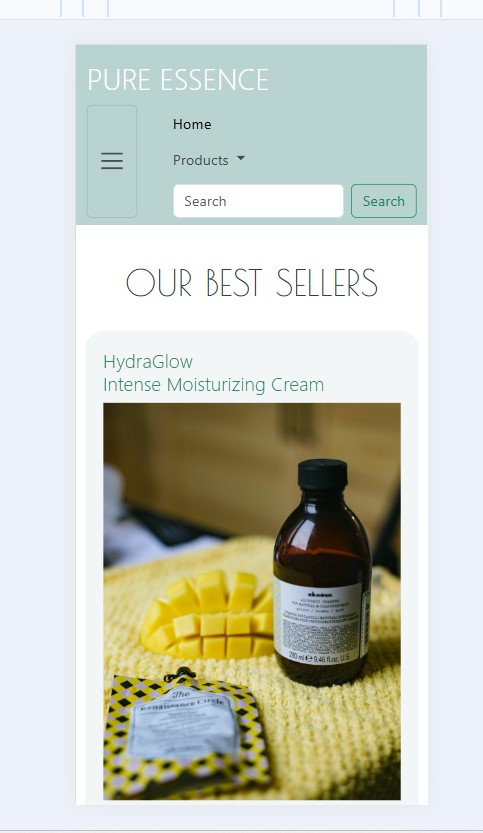 PURE ESSENCE
Home
Products
Search
Search
OUR BEST SELLERS
HydraGlow
Intense Moisturizing Cream
280 ml e 9.46 fl. oz. U.S.
The
Renaissance Circle